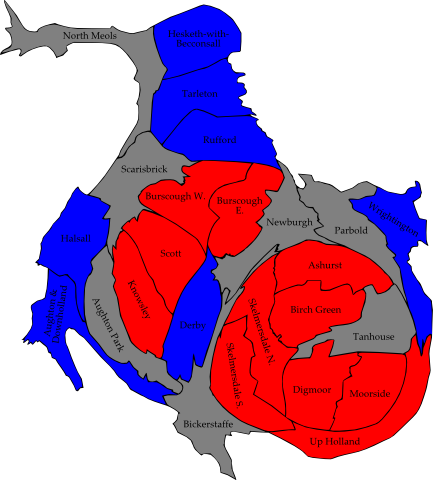 North Meols
Hesketh-with-
Becconsall
Tarleton
Rufford
Scarisbrick
Burscough W.
Burscough
E.
Wrightington
Newburgh
Parbold
Halsall
Scott
Ashurst
Knowsley
Aughton &
Downholland
Derby
Skelmersdale N.
Birch Green
Aughton Park
Tanhouse
Skelmersdale S.
Digmoor
Moorside
Bickerstaffe
Up Holland